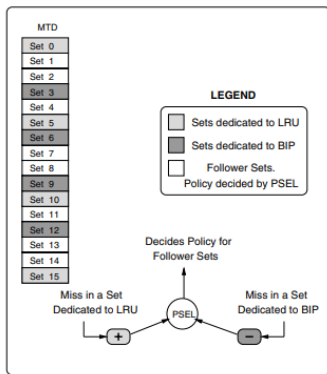 MTD
Set 0
Set 1
Set 2
Set 3
Set 4
Set 5
Set 6
Set 7
Set 8
Set 9
Set 10
Set 11
Set 12
Set 13
Set 14
Set 15
LEGEND
Sets dedicated to LRU
Sets dedicated to BIP
Follower Sets.
Policy decided by PSEL
Decides Policy for
Follower Sets
Miss in a Set
Dedicated to LRU
PSEL
Miss in a Set
Dedicated to BIP
+
−